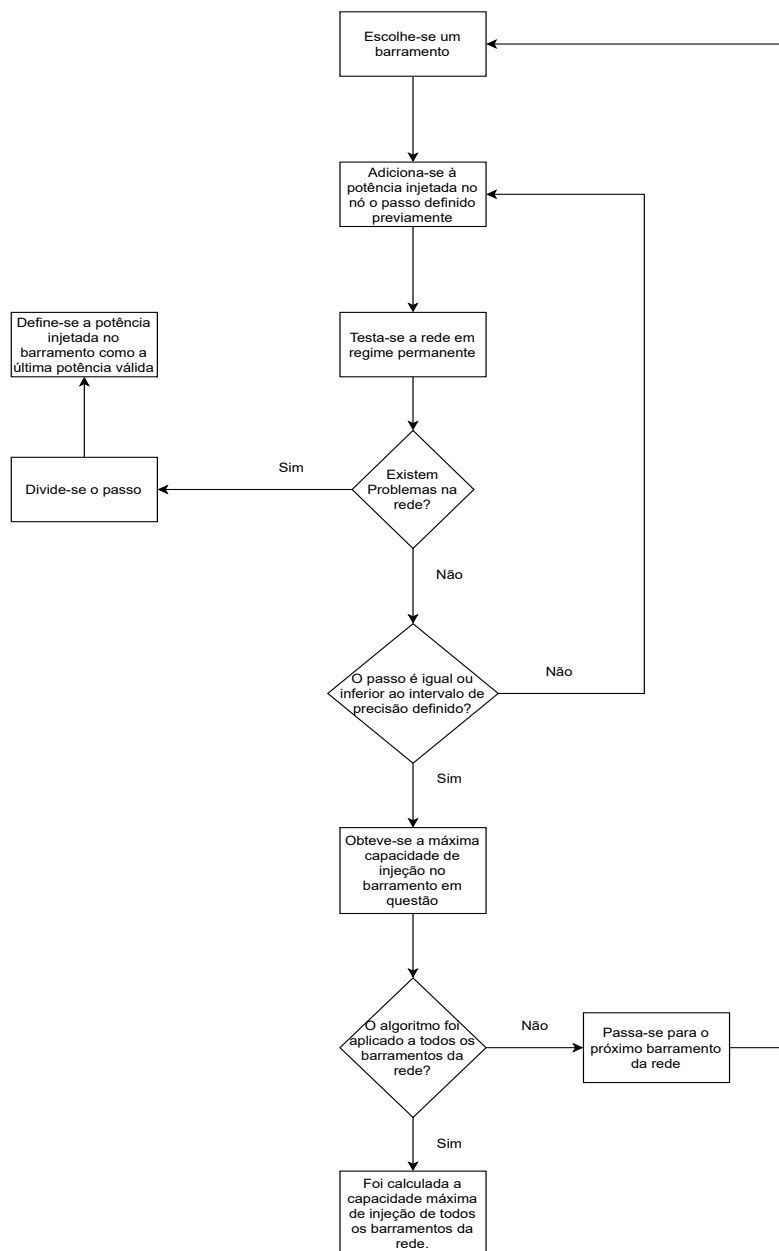 Escolhe-se um
barramento
Adiciona-se à
potência injetada no
nó o passo definido
previamente
Define-se a potência
injetada no
barramento como a
última potência válida
Testa-se a rede em
regime permanente
Divide-se o passo
Sim
Existem
Problemas na
rede?
Não
O passo é igual ou
inferior ao intervalo de
precisão definido?
Não
Sim
Obteve-se a máxima
capacidade de
injeção no
barramento em
questão
O algoritmo foi
aplicado a todos os
barramentos da
rede?
Não
Passa-se para o
próximo barramento
da rede
Sim
Foi calculada a
capacidade máxima
de injeção de todos
os barramentos da
rede.